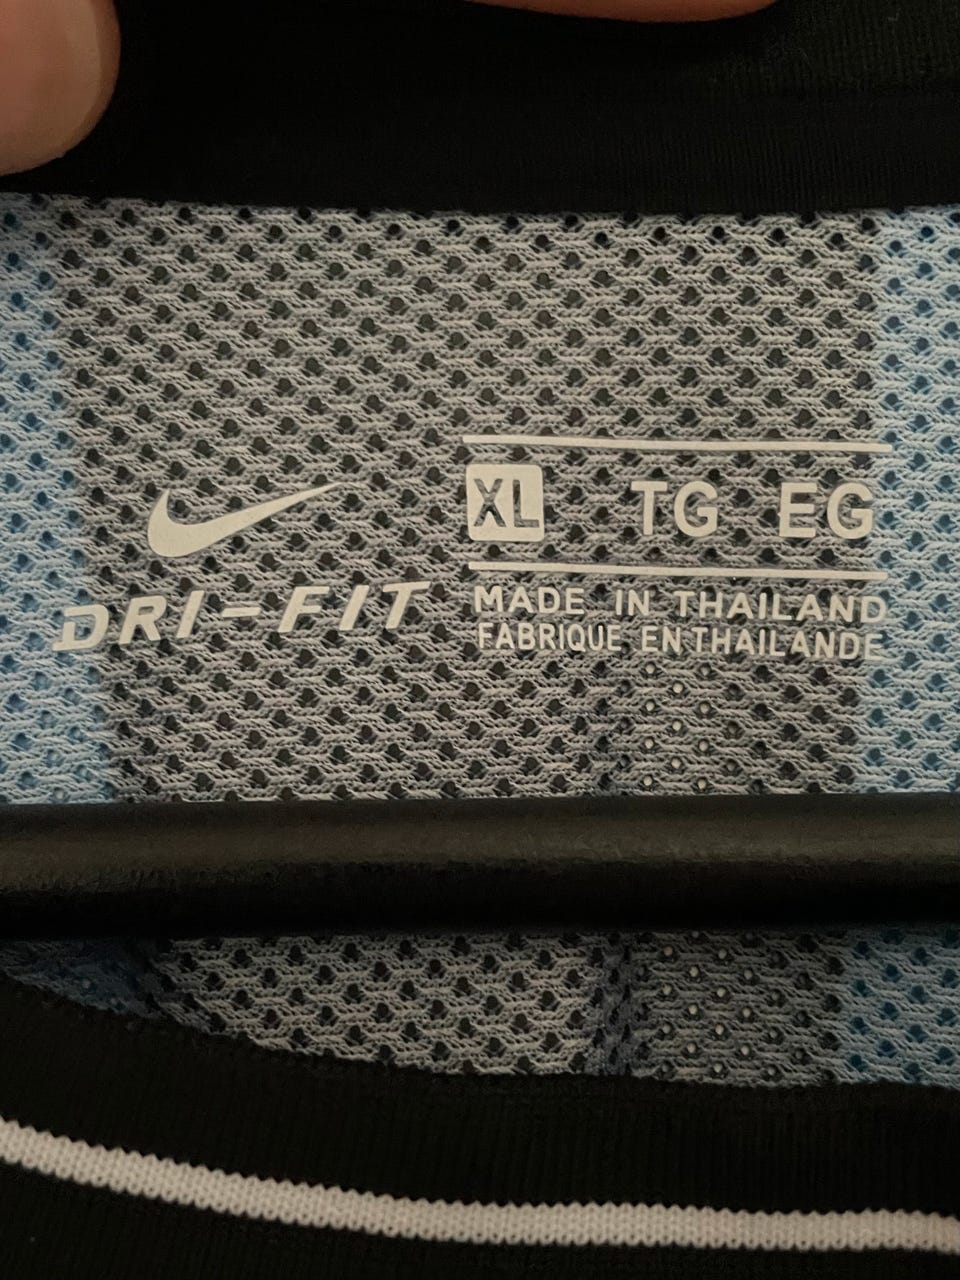 XL TG EG
DRI-FIT
MADE IN THAILAND
FABRIQUE EN THAILANDE